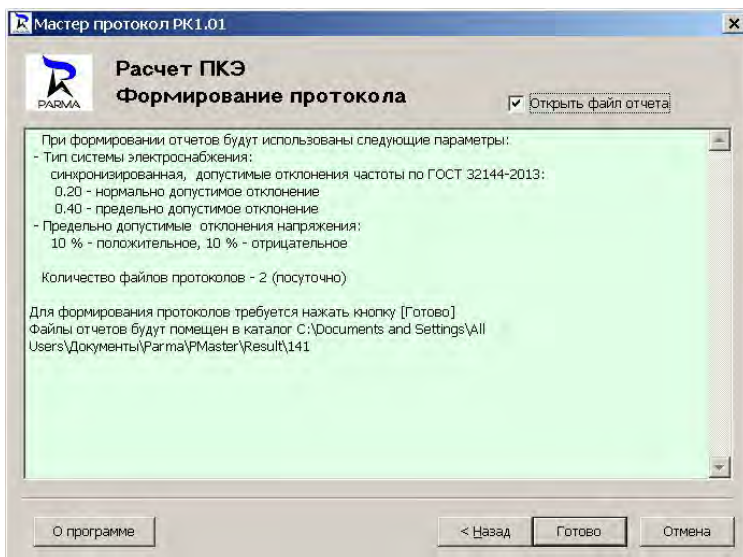 Мастер протокол РК1.01
PARMA
Расчет ПКЭ
Формирование протокола
Открыть файл отчета
При формировании отчетов будут использованы следующие параметры:
- Тип системы электроснабжения:
синхронизированная, допустимые отклонения частоты по ГОСТ 32144-2013:
0.20 - нормально допустимое отклонение
0.40 - предельно допустимое отклонение
- Предельно допустимые отклонения напряжения:
10 % - положительное, 10 % - отрицательное
Количество файлов протоколов - 2 (посуточно)
Для формирования протоколов требуется нажать кнопку [Готово]
Файлы отчетов будут помещен в каталог C:\Documents and Settings\All
Users\Документы\Parma\PMaster\Result\141
О программе
< Назад
Готово
Отмена